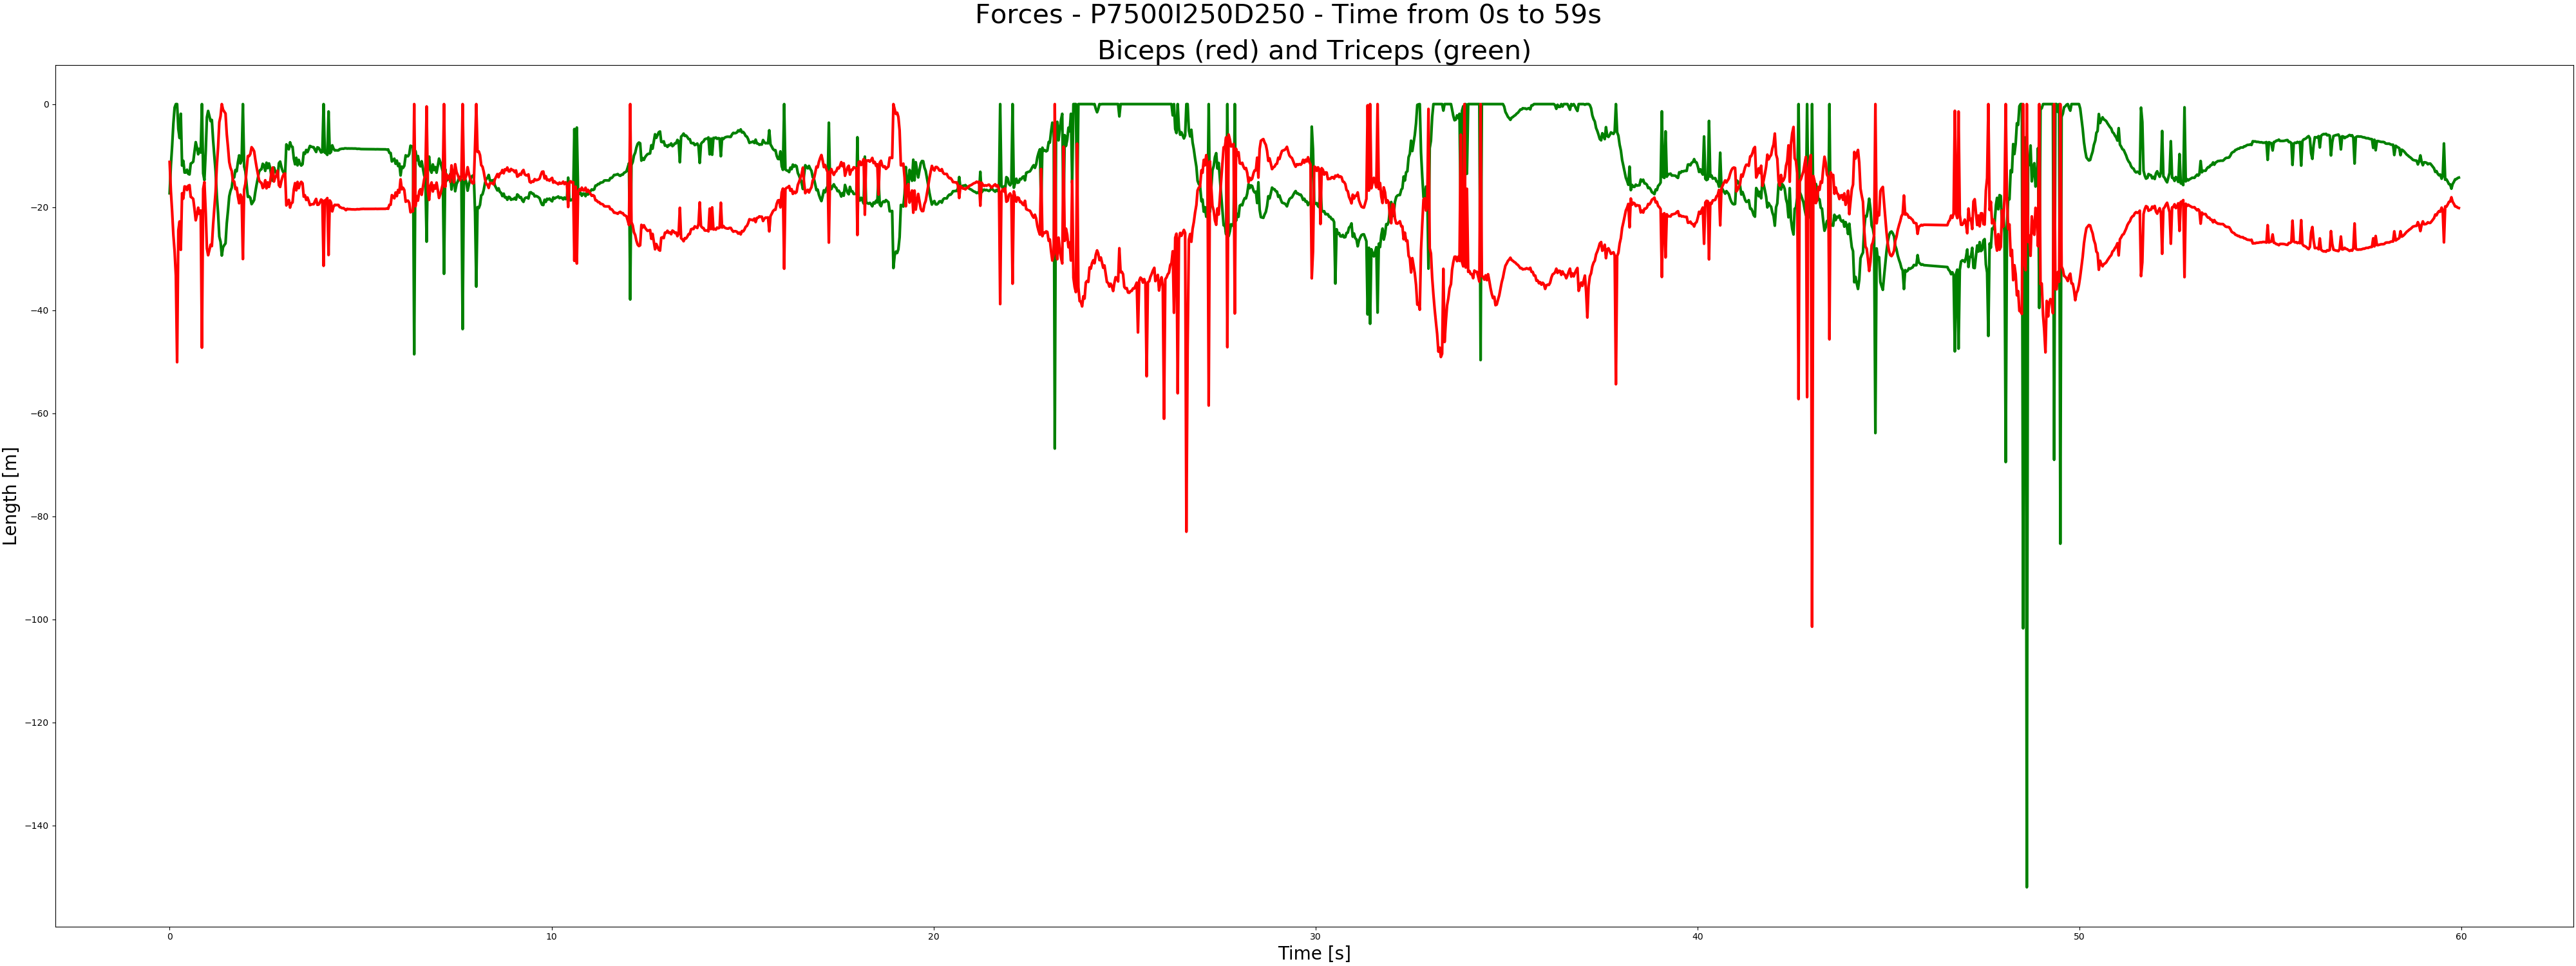 Forces - P7500I250D250 - Time from 0s to 59s
Biceps (red) and Triceps (green)
Length [m]
0
−20
−40
−60
−80
−100
−120
−140
0 10 20 30 40 50 60
Time [s]